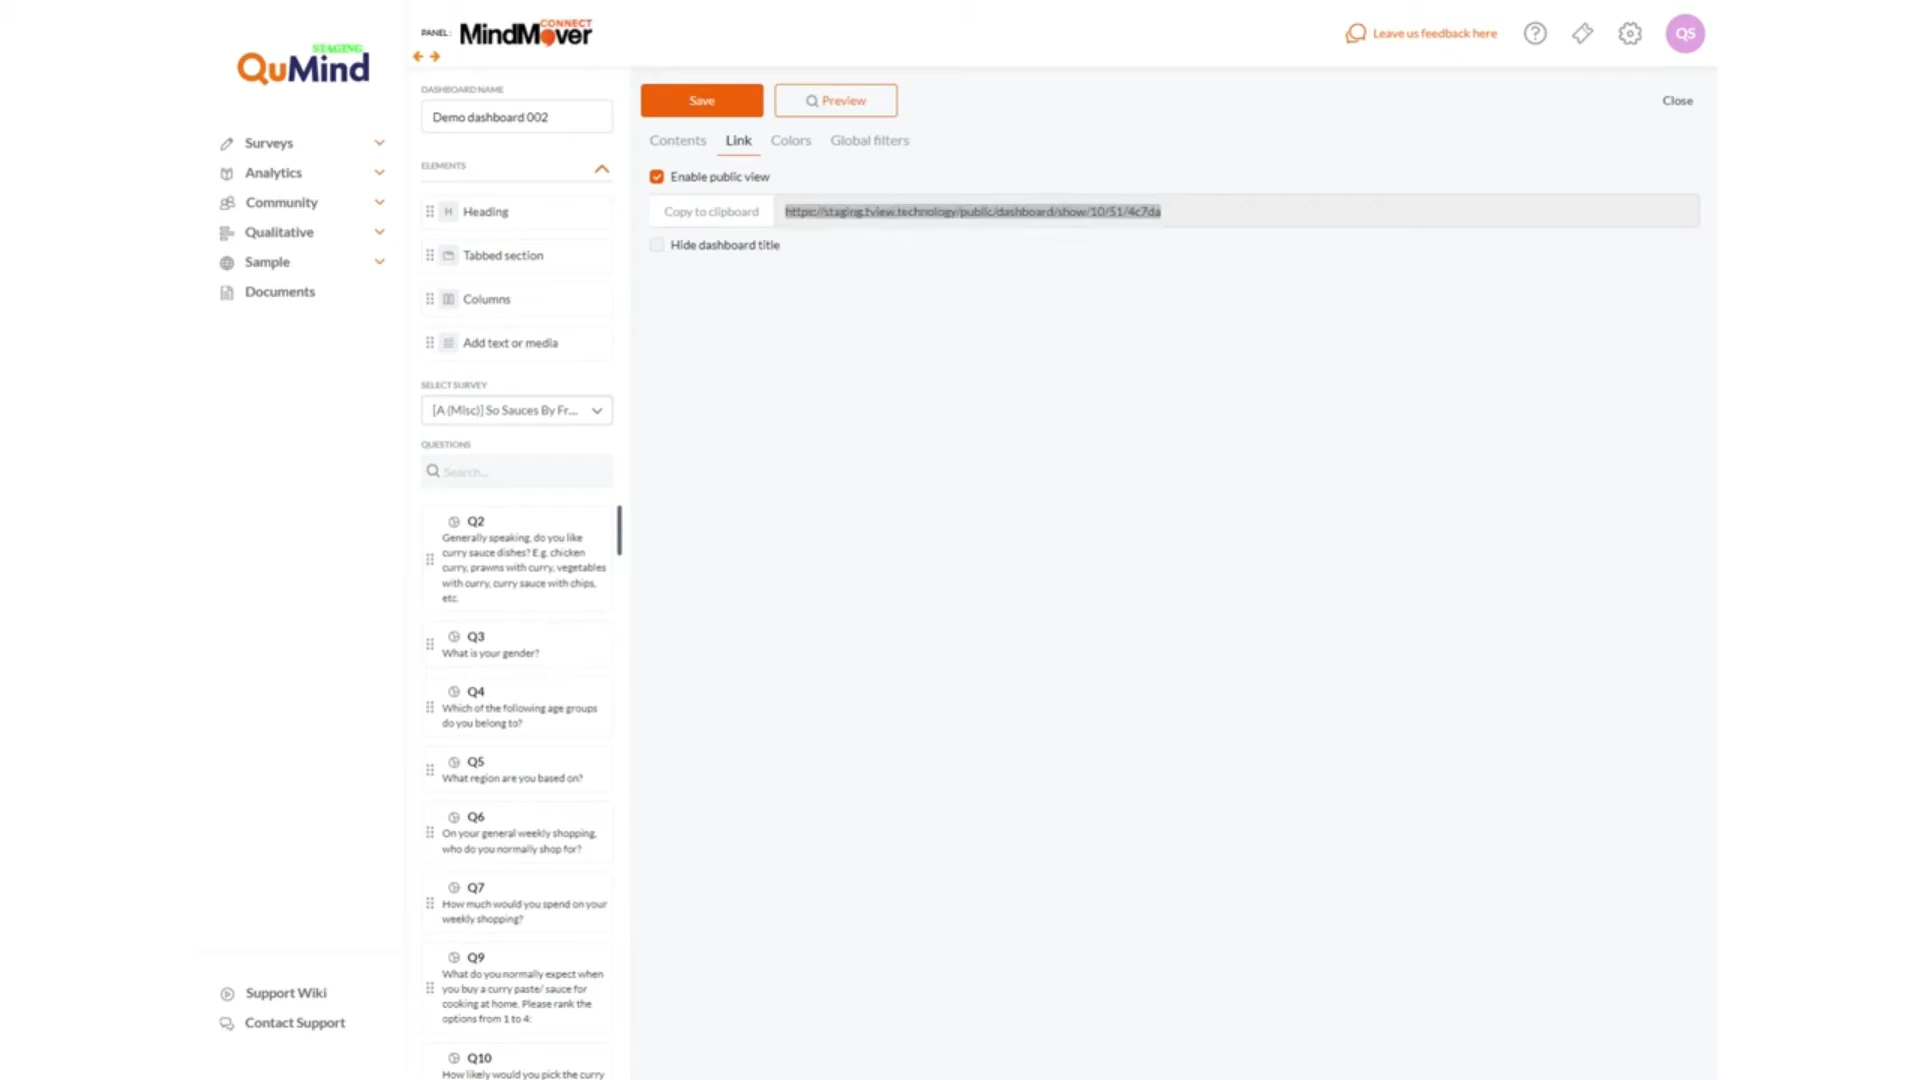 STAGING
QuMind
Surveys
Analytics
Community
Qualitative
Sample
Documents
Support Wiki
Contact Support
PANEL:
CONNECT
MindMover
Leave us feedback here
QS
DASHBOARD NAME
Demo dashboard 002
ELEMENTS
H Heading
Tabbed section
Columns
Add text or media
SELECT SURVEY
[A (Misc)] So Sauces By Fr...
QUESTIONS
Search...
Q2
Generally speaking, do you like
curry sauce dishes? E.g. chicken
curry, prawns with curry, vegetables
with curry, curry sauce with chips,
etc.
Q3
What is your gender?
Q4
Which of the following age groups
do you belong to?
Q5
What region are you based on?
Q6
On your general weekly shopping,
who do you normally shop for?
Q7
How much would you spend on your
weekly shopping?
Q9
What do you normally expect when
you buy a curry paste/ sauce for
cooking at home. Please rank the
options from 1 to 4:
Q10
How likely would you pick the curry
Save
Preview
Close
Contents Link Colors Global filters
Enable public view
Copy to clipboard https://staging.fview.technology/public/dashboard/show/10/51/4c7da
Hide dashboard title